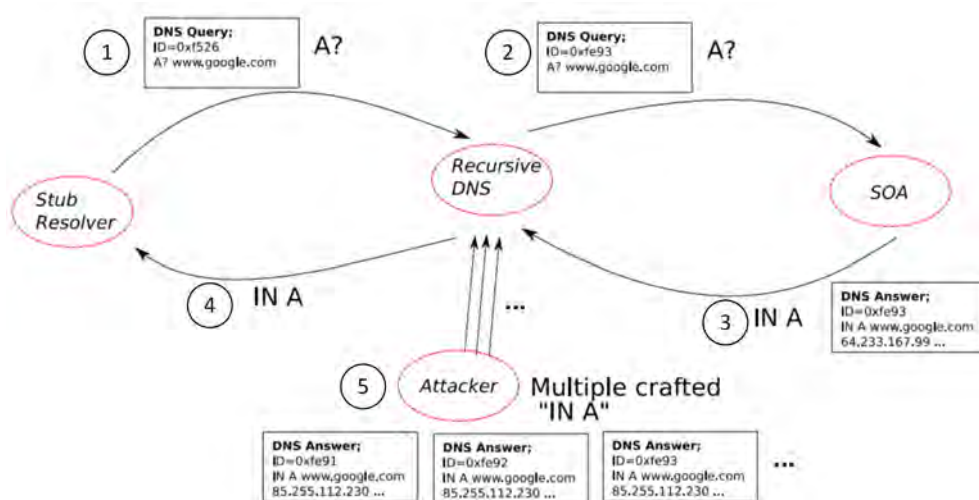 1
DNS Query;
ID=0xf526
A? www.google.com
A?
2
DNS Query;
ID=0xfe93
A? www.google.com
A?
Stub
Resolver
Recursive
DNS
SOA
4
IN A
...
3
IN A
DNS Answer;
ID=0xfe93
IN A www.google.com
64.233.167.99 ...
5
Attacker
Multiple crafted
"IN A"
DNS Answer;
ID=0xfe91
IN A www.google.com
85.255.112.230 ...
DNS Answer;
ID=0xfe92
IN A www.google.com
85.255.112.230 ...
DNS Answer;
ID=0xfe93
IN A www.google.com
85.255.112.230 ...
...